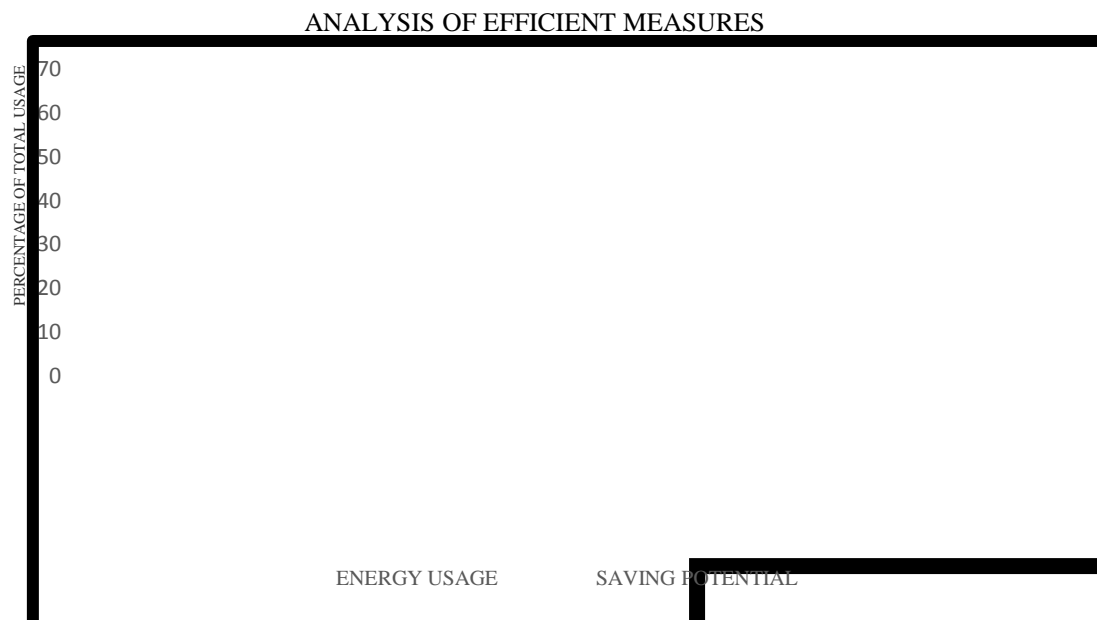 ANALYSIS OF EFFICIENT MEASURES
PERCENTAGE OF TOTAL USAGE
70
60
50
40
30
20
10
0
ENERGY USAGE
SAVING POTENTIAL